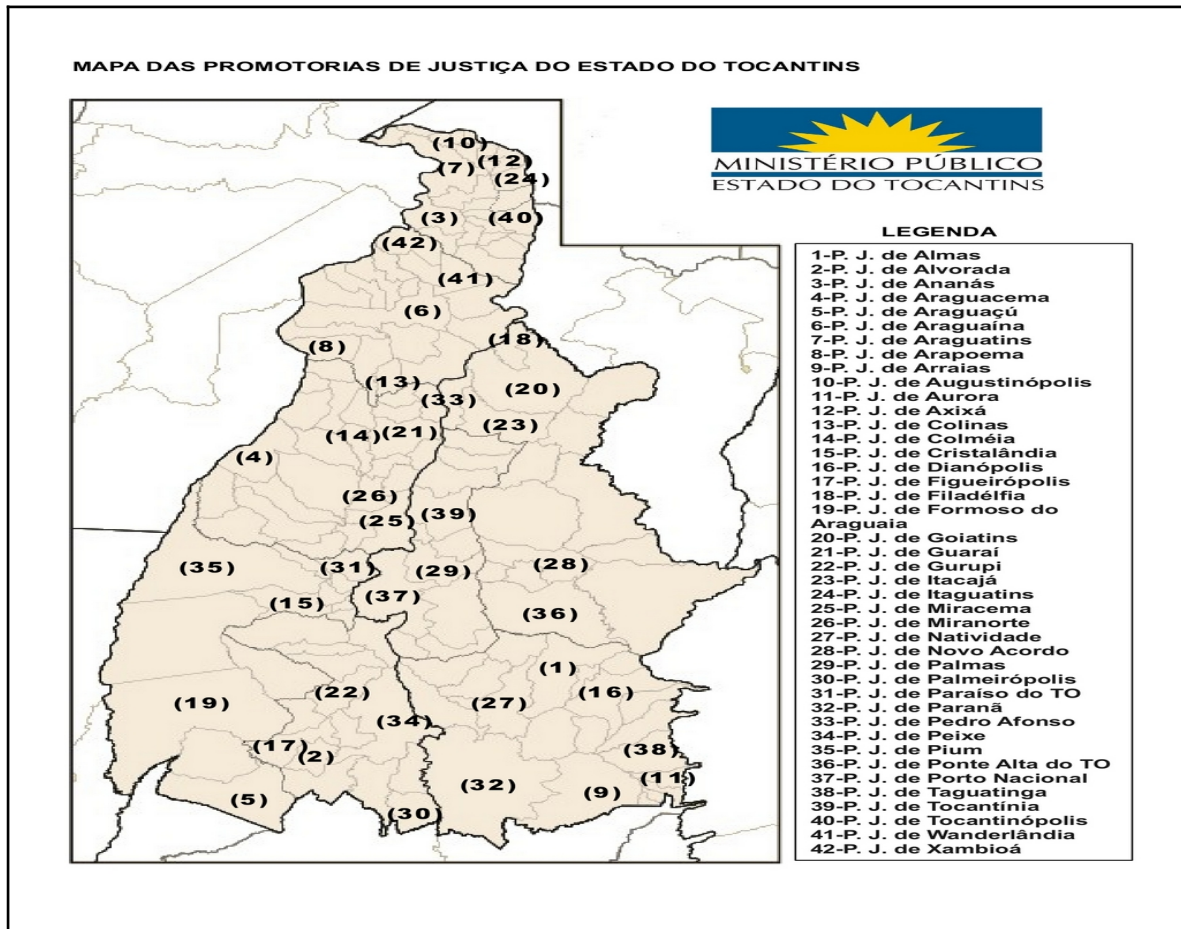 MAPA DAS PROMOTORIAS DE JUSTIÇA DO ESTADO DO TOCANTINS
MINISTÉRIO PÚBLICO
ESTADO DO TOCANTINS
(10)
(12)
(7)
(24)
(3)
(40)
(42)
(41)
(6)
(18)
(8)
(13)
(20)
(33)
(14)
(21)
(23)
(4)
(26)
(39)
(25)
(35)
(31)
(29)
(28)
(15)
(37)
(36)
(1)
(22)
(16)
(19)
(27)
(34)
(17)
(2)
(38)
(11)
(5)
(32)
(9)
(30)
LEGENDA
1-P. J. de Almas
2-P. J. de Alvorada
3-P. J. de Ananás
4-P. J. de Araguacema
5-P. J. de Araguaçú
6-P. J. de Araguaína
7-P. J. de Araguatins
8-P. J. de Arapoema
9-P. J. de Arraias
10-P. J. de Augustinópolis
11-P. J. de Aurora
12-P. J. de Axixá
13-P. J. de Colinas
14-P. J. de Colméia
15-P. J. de Cristalândia
16-P. J. de Dianópolis
17-P. J. de Figueirópolis
18-P. J. de Filadélfia
19-P. J. de Formoso do
Araguaia
20-P. J. de Goiatins
21-P. J. de Guaraí
22-P. J. de Gurupi
23-P. J. de Itacajá
24-P. J. de Itaguatins
25-P. J. de Miracema
26-P. J. de Miranorte
27-P. J. de Natividade
28-P. J. de Novo Acordo
29-P. J. de Palmas
30-P. J. de Palmeirópolis
31-P. J. de Paraíso do TO
32-P. J. de Paranã
33-P. J. de Pedro Afonso
34-P. J. de Peixe
35-P. J. de Pium
36-P. J. de Ponte Alta do TO
37-P. J. de Porto Nacional
38-P. J. de Taguatinga
39-P. J. de Tocantínia
40-P. J. de Tocantinópolis
41-P. J. de Wanderlândia
42-P. J. de Xambioá